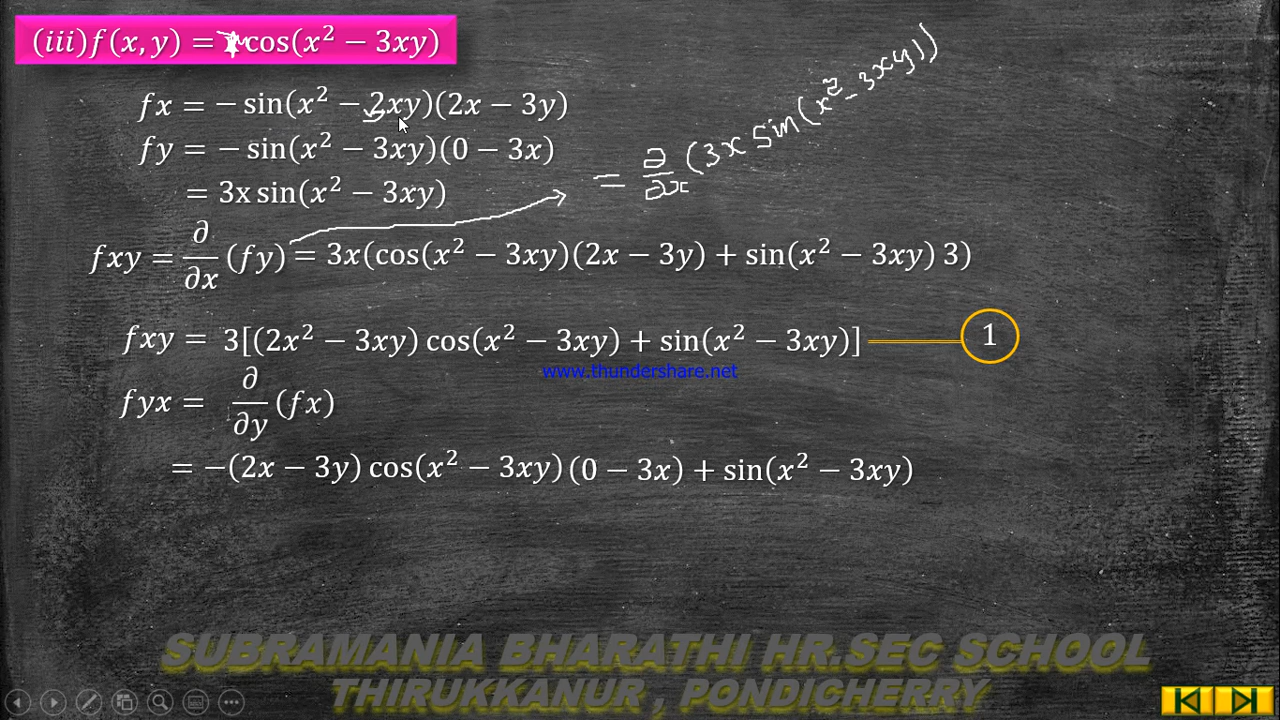 (iii)f(x, y) = cos(x² − 3xy)
fx = − sin(x² − 2xy)(2x − 3y)
fy = − sin(x² − 3xy)(0 − 3x)
= 3x sin(x² − 3xy)
= ∂/∂x (3x sin(x² − 3xy))
fxy = ∂/∂x (fy) = 3x(cos(x² − 3xy)(2x − 3y) + sin(x² − 3xy) 3)
fxy = 3[(2x² − 3xy) cos(x² − 3xy) + sin(x² − 3xy)] 1
www.thundershare.net
fyx = ∂/∂y (fx)
= −(2x − 3y) cos(x² − 3xy) (0 − 3x) + sin(x² − 3xy)
SUBRAMANIA BHARATHI HR.SEC SCHOOL
THIRUKKANUR , PONDICHERRY